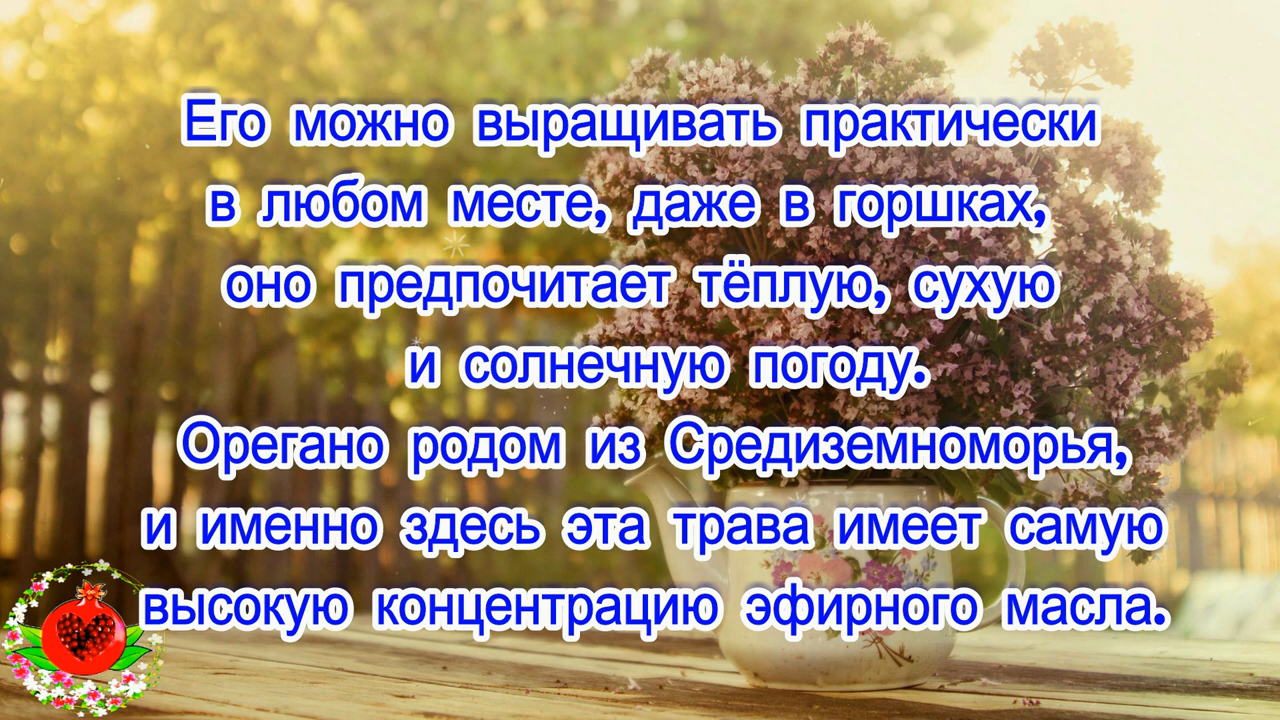 Его можно выращивать практически
в любом месте, даже в горшках,
оно предпочитает тёплую, сухую
и солнечную погоду.
Орегано родом из Средиземноморья,
и именно здесь эта трава имеет самую
высокую концентрацию эфирного масла.